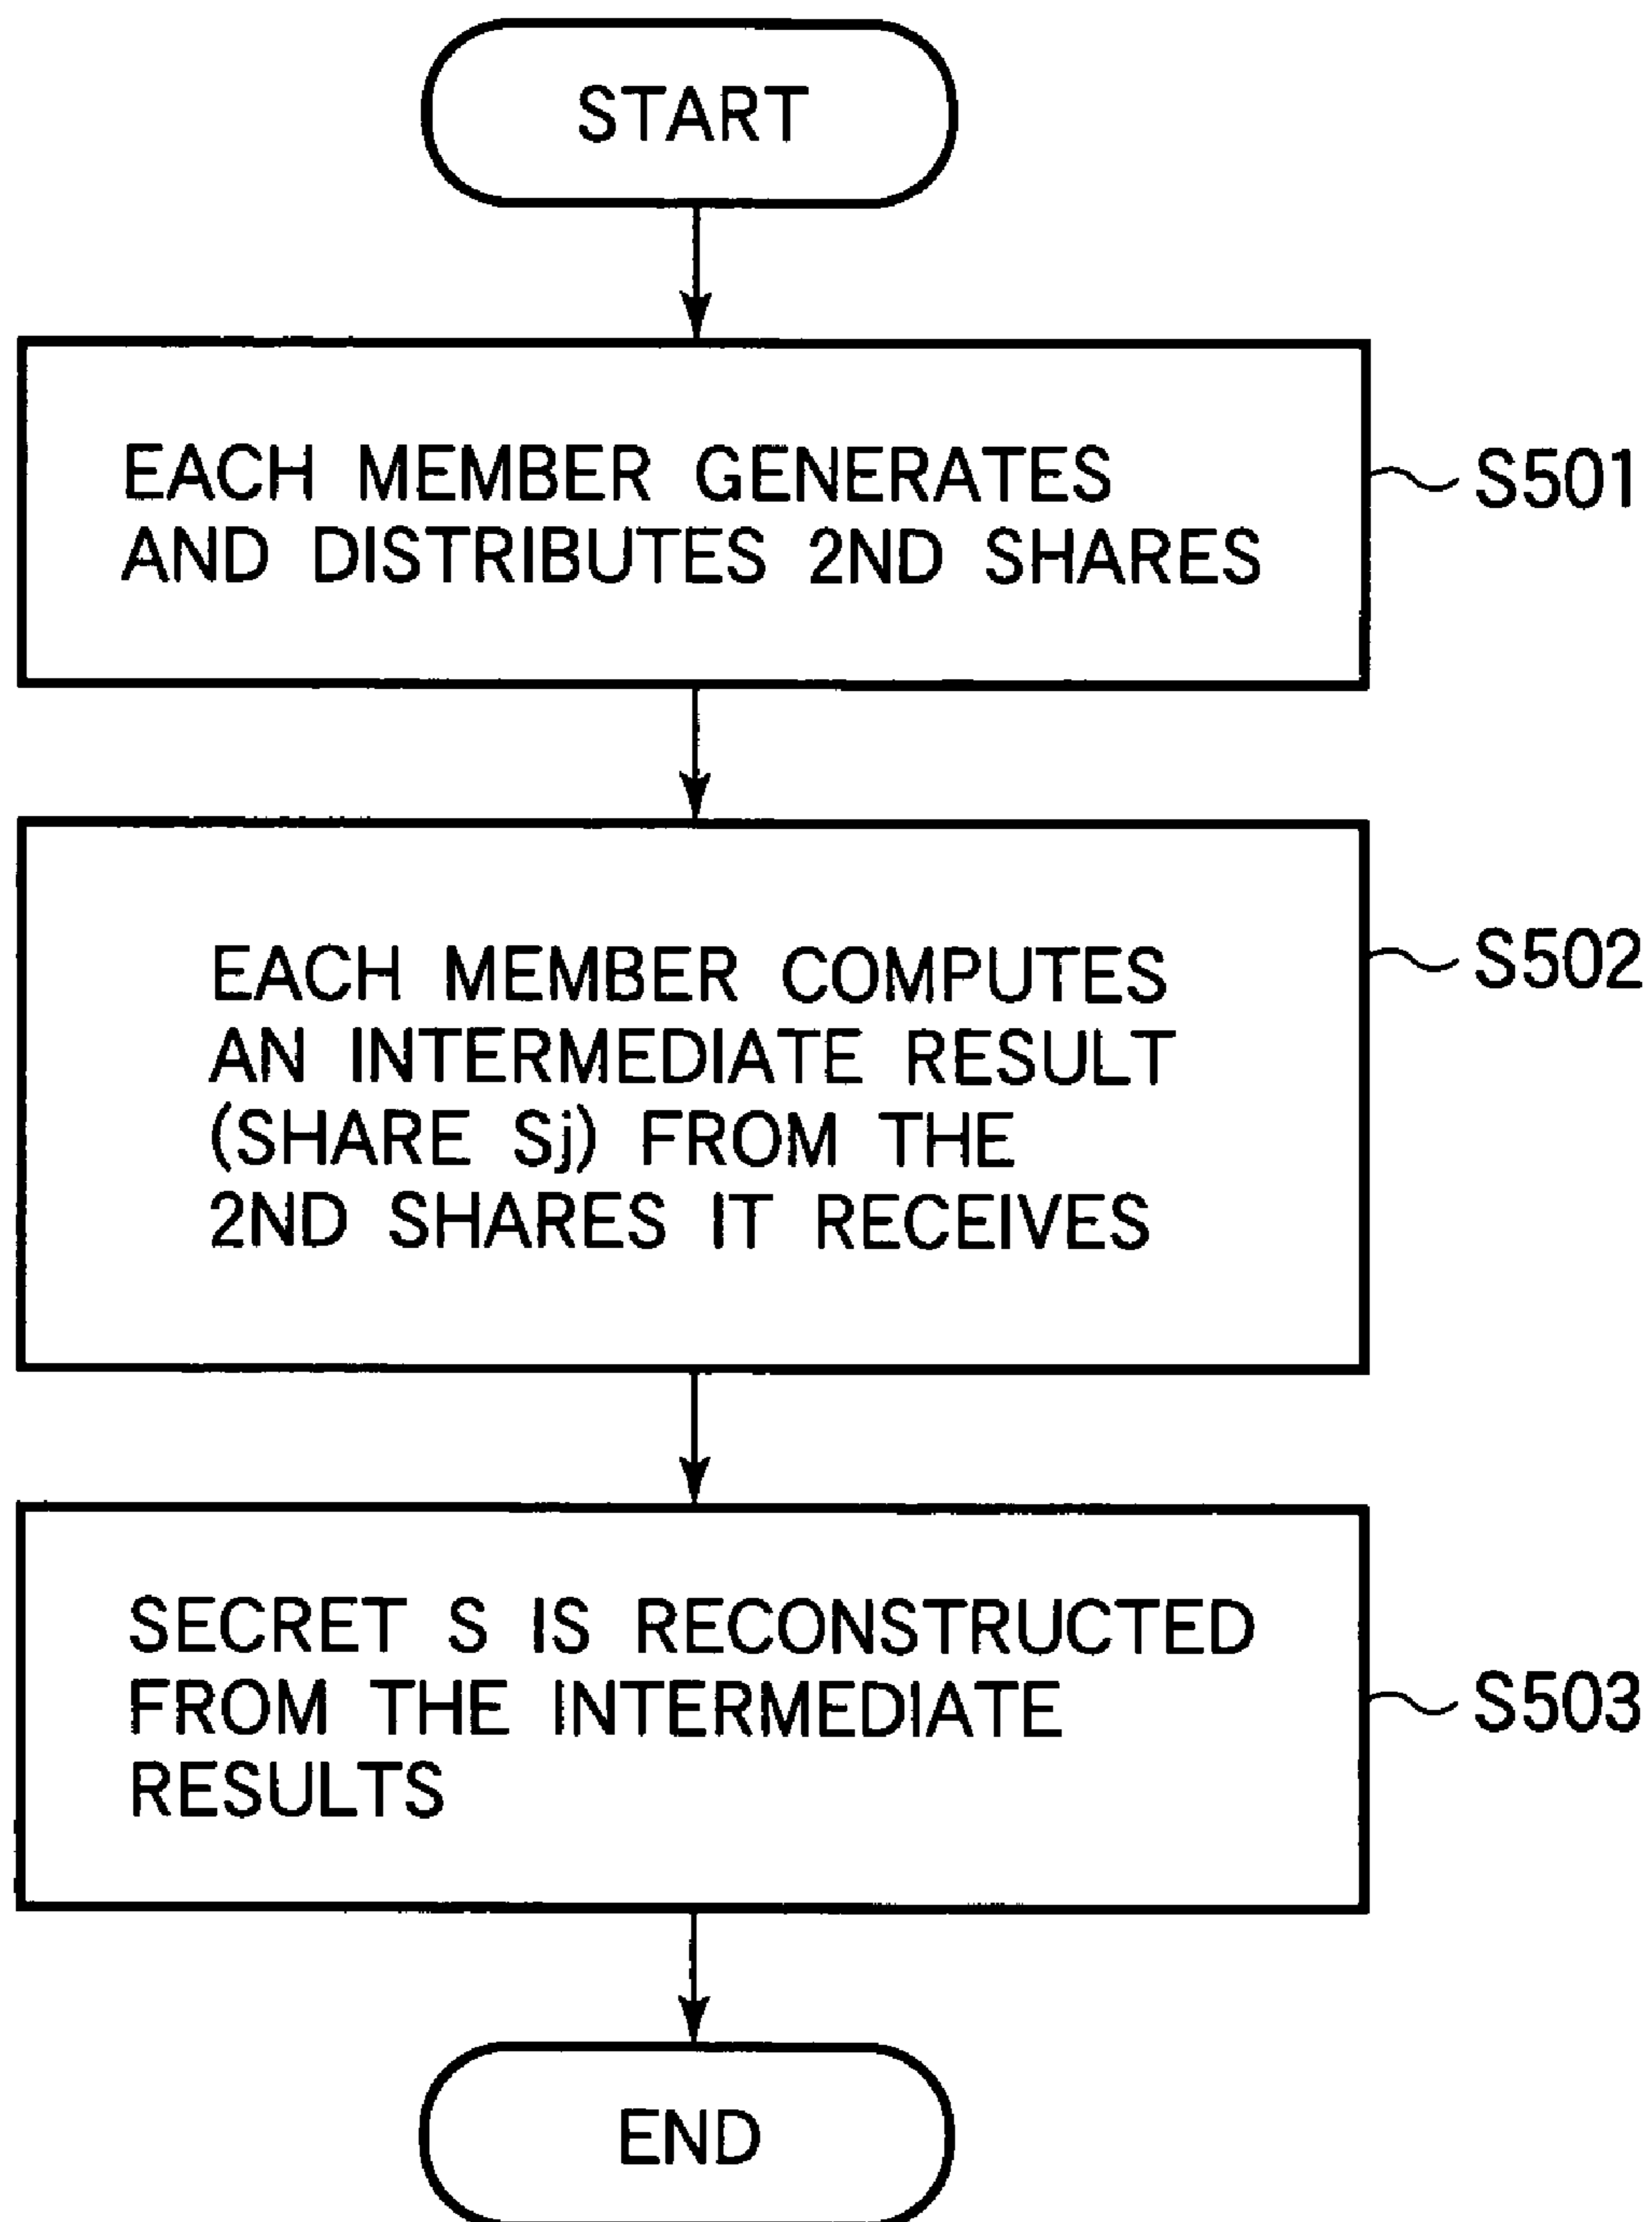 START
EACH MEMBER GENERATES
AND DISTRIBUTES 2ND SHARES
S501
EACH MEMBER COMPUTES
AN INTERMEDIATE RESULT
(SHARE Sj) FROM THE
2ND SHARES IT RECEIVES
S502
SECRET S IS RECONSTRUCTED
FROM THE INTERMEDIATE
RESULTS
S503
END